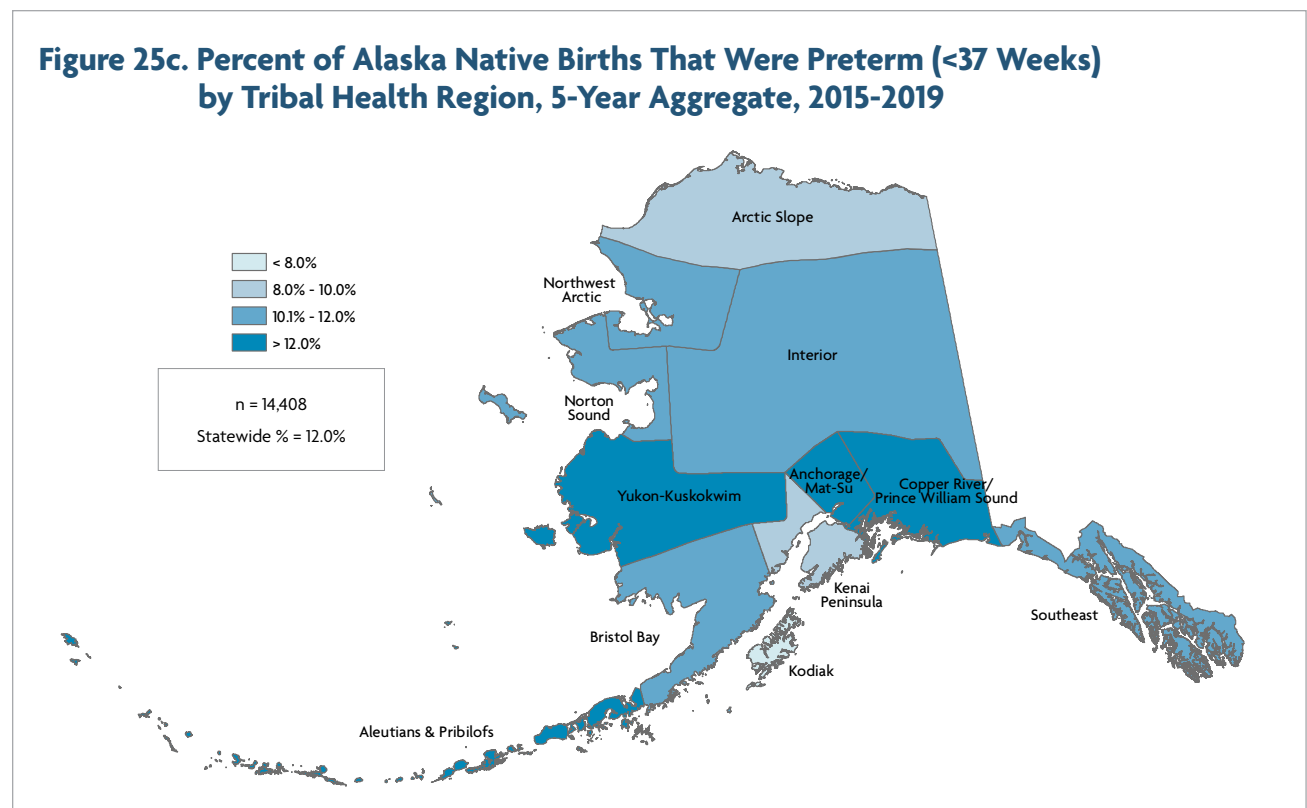 Figure 25c. Percent of Alaska Native Births That Were Preterm (<37 Weeks)
by Tribal Health Region, 5-Year Aggregate, 2015-2019
Arctic Slope
< 8.0%
8.0% - 10.0%
10.1% - 12.0%
> 12.0%
Northwest
Arctic
Interior
n = 14,408
Statewide % = 12.0%
Norton
Sound
Anchorage/
Mat-Su
Copper River/
Prince William Sound
Yukon-Kuskokwim
Kenai
Peninsula
Southeast
Bristol Bay
Kodiak
Aleutians & Pribilofs